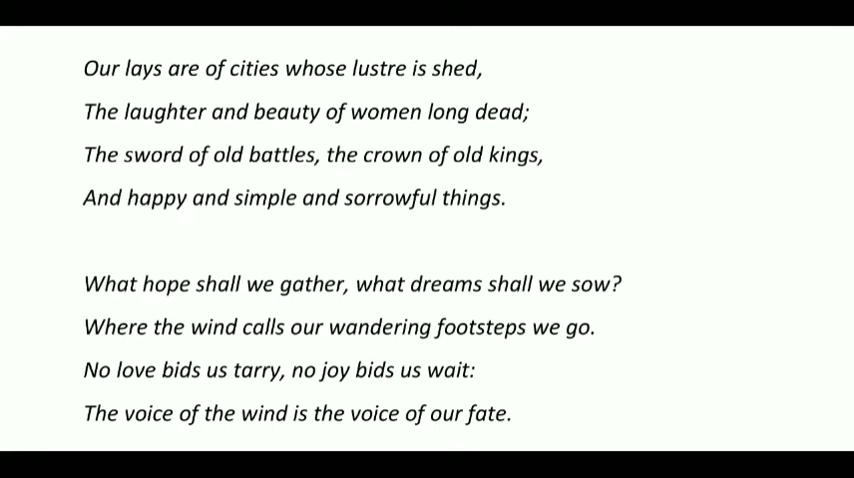 Our lays are of cities whose lustre is shed,
The laughter and beauty of women long dead;
The sword of old battles, the crown of old kings,
And happy and simple and sorrowful things.
What hope shall we gather, what dreams shall we sow?
Where the wind calls our wandering footsteps we go.
No love bids us tarry, no joy bids us wait:
The voice of the wind is the voice of our fate.